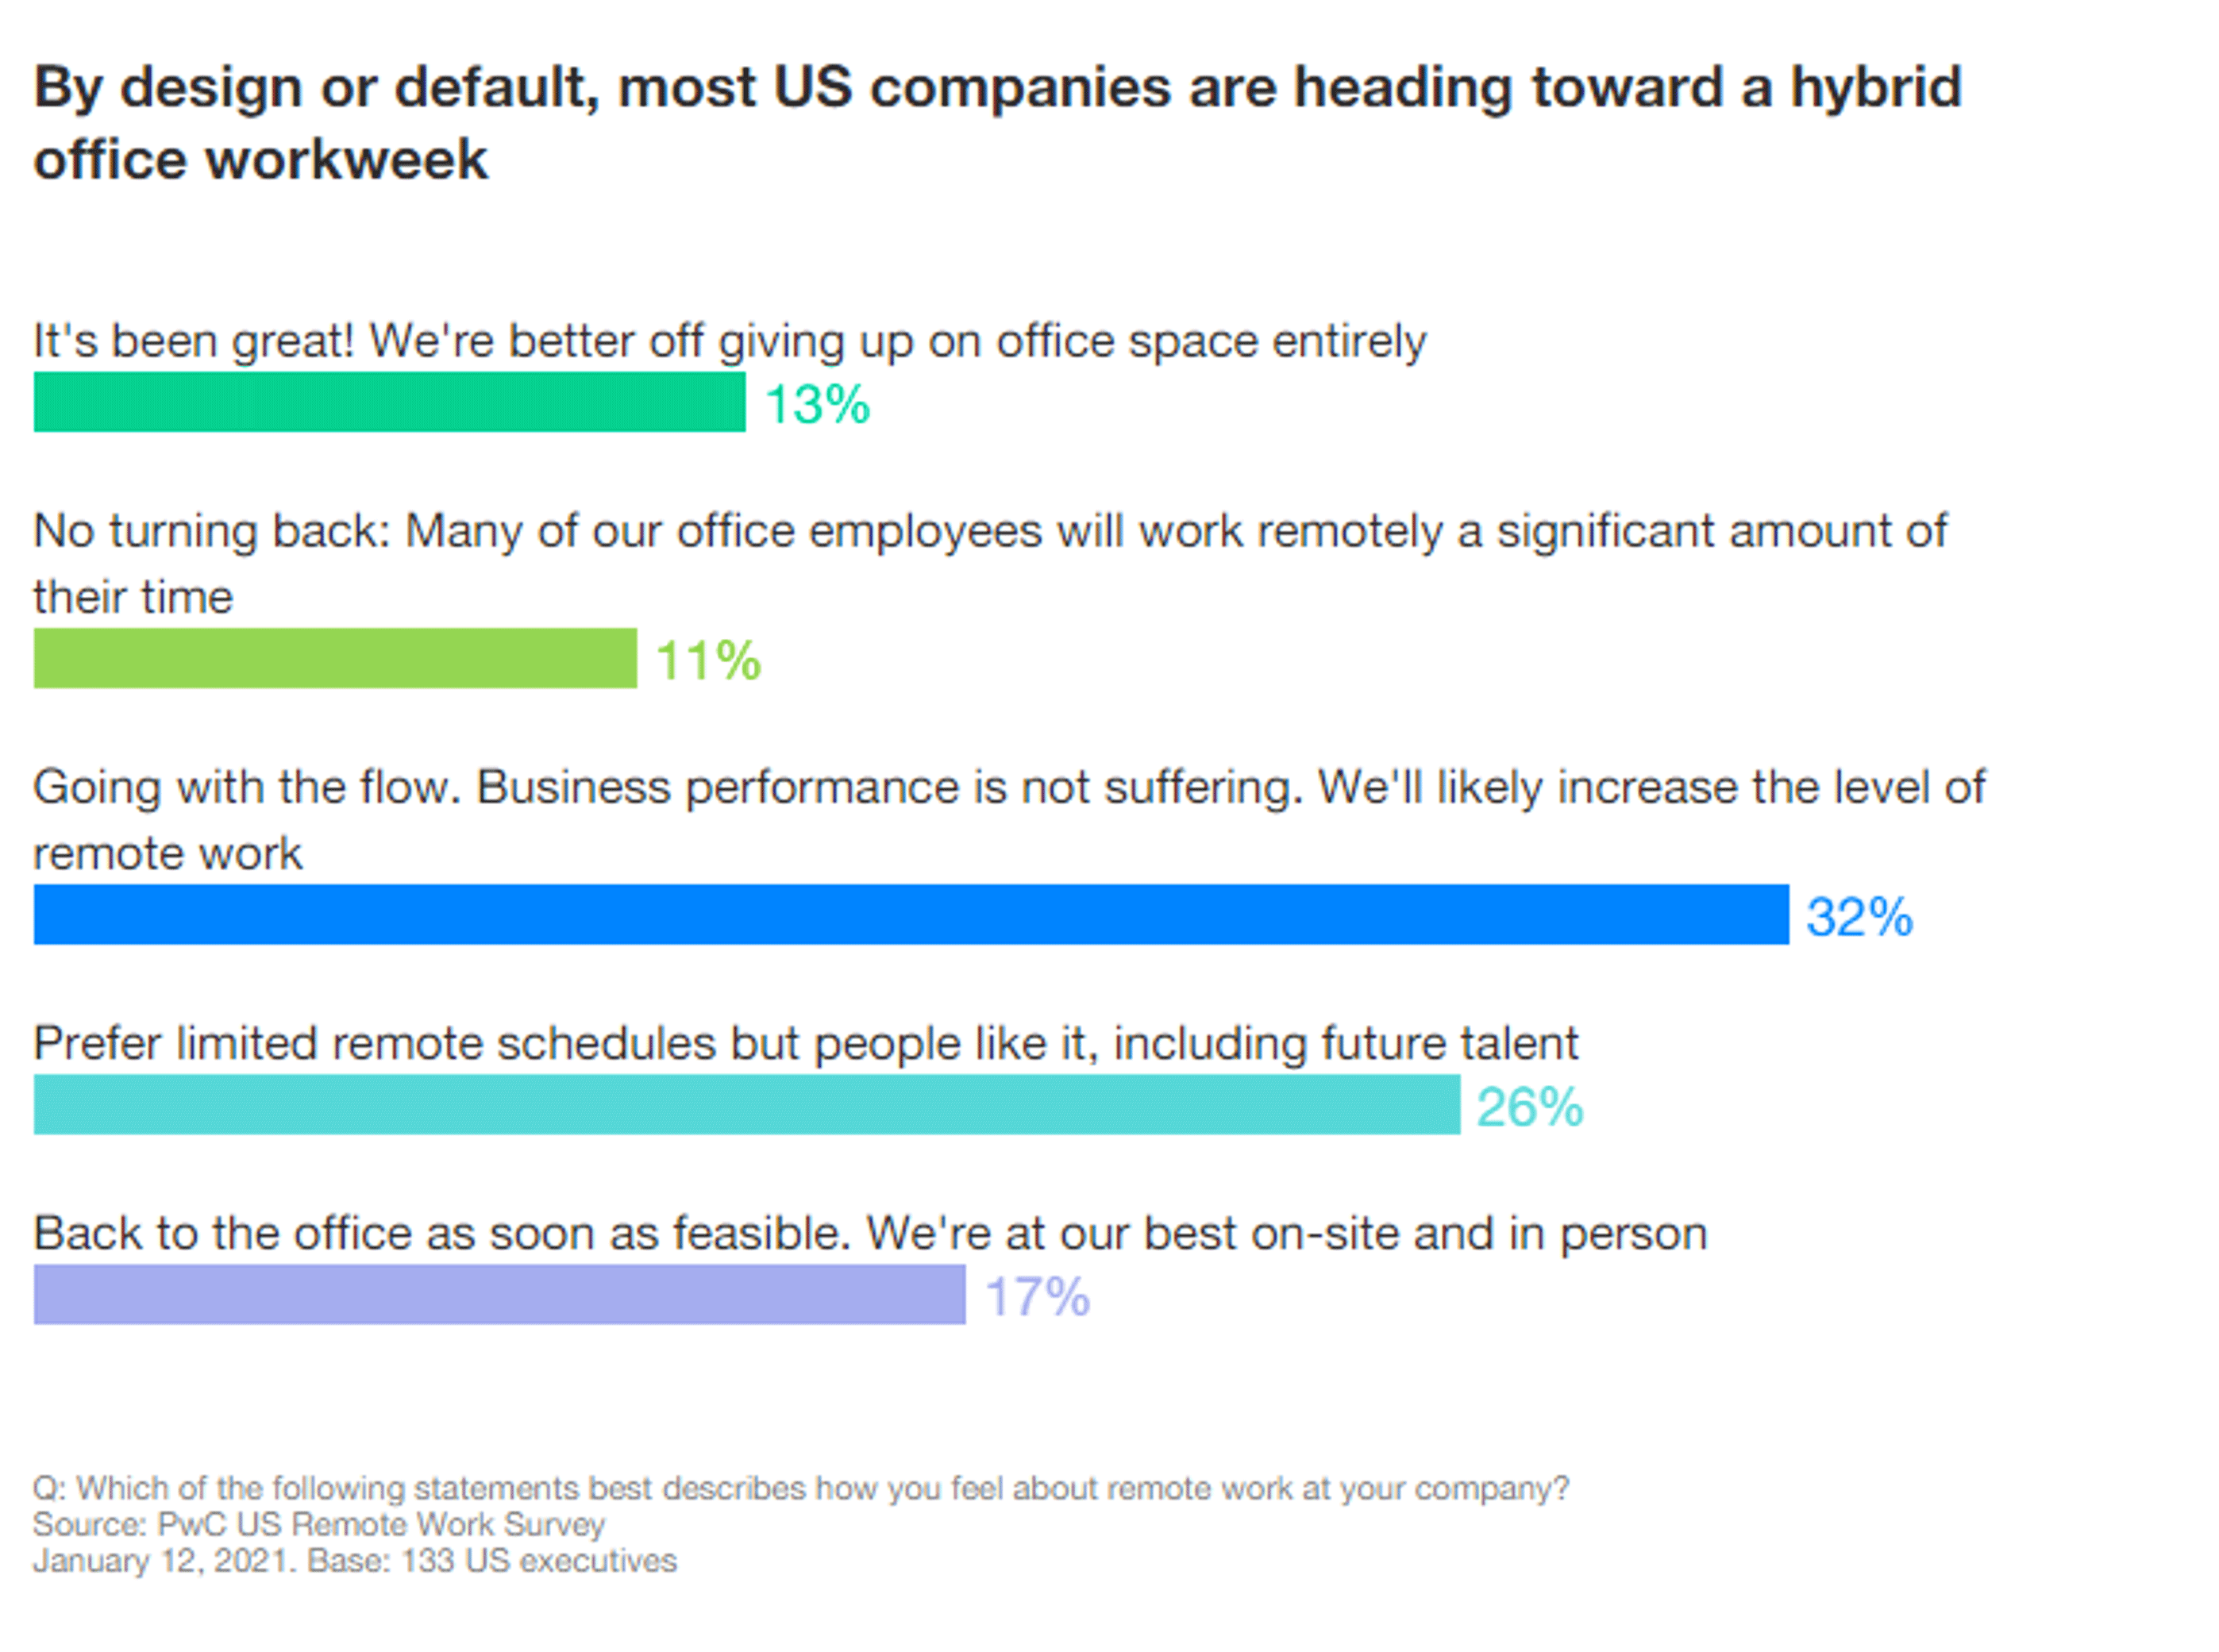 By design or default, most US companies are heading toward a hybrid
office workweek
It's been great! We're better off giving up on office space entirely
13%
No turning back: Many of our office employees will work remotely a significant amount of
their time
11%
Going with the flow. Business performance is not suffering. We'll likely increase the level of
remote work
32%
Prefer limited remote schedules but people like it, including future talent
26%
Back to the office as soon as feasible. We're at our best on-site and in person
17%
Q: Which of the following statements best describes how you feel about remote work at your company?
Source: PwC US Remote Work Survey
January 12, 2021. Base: 133 US executives